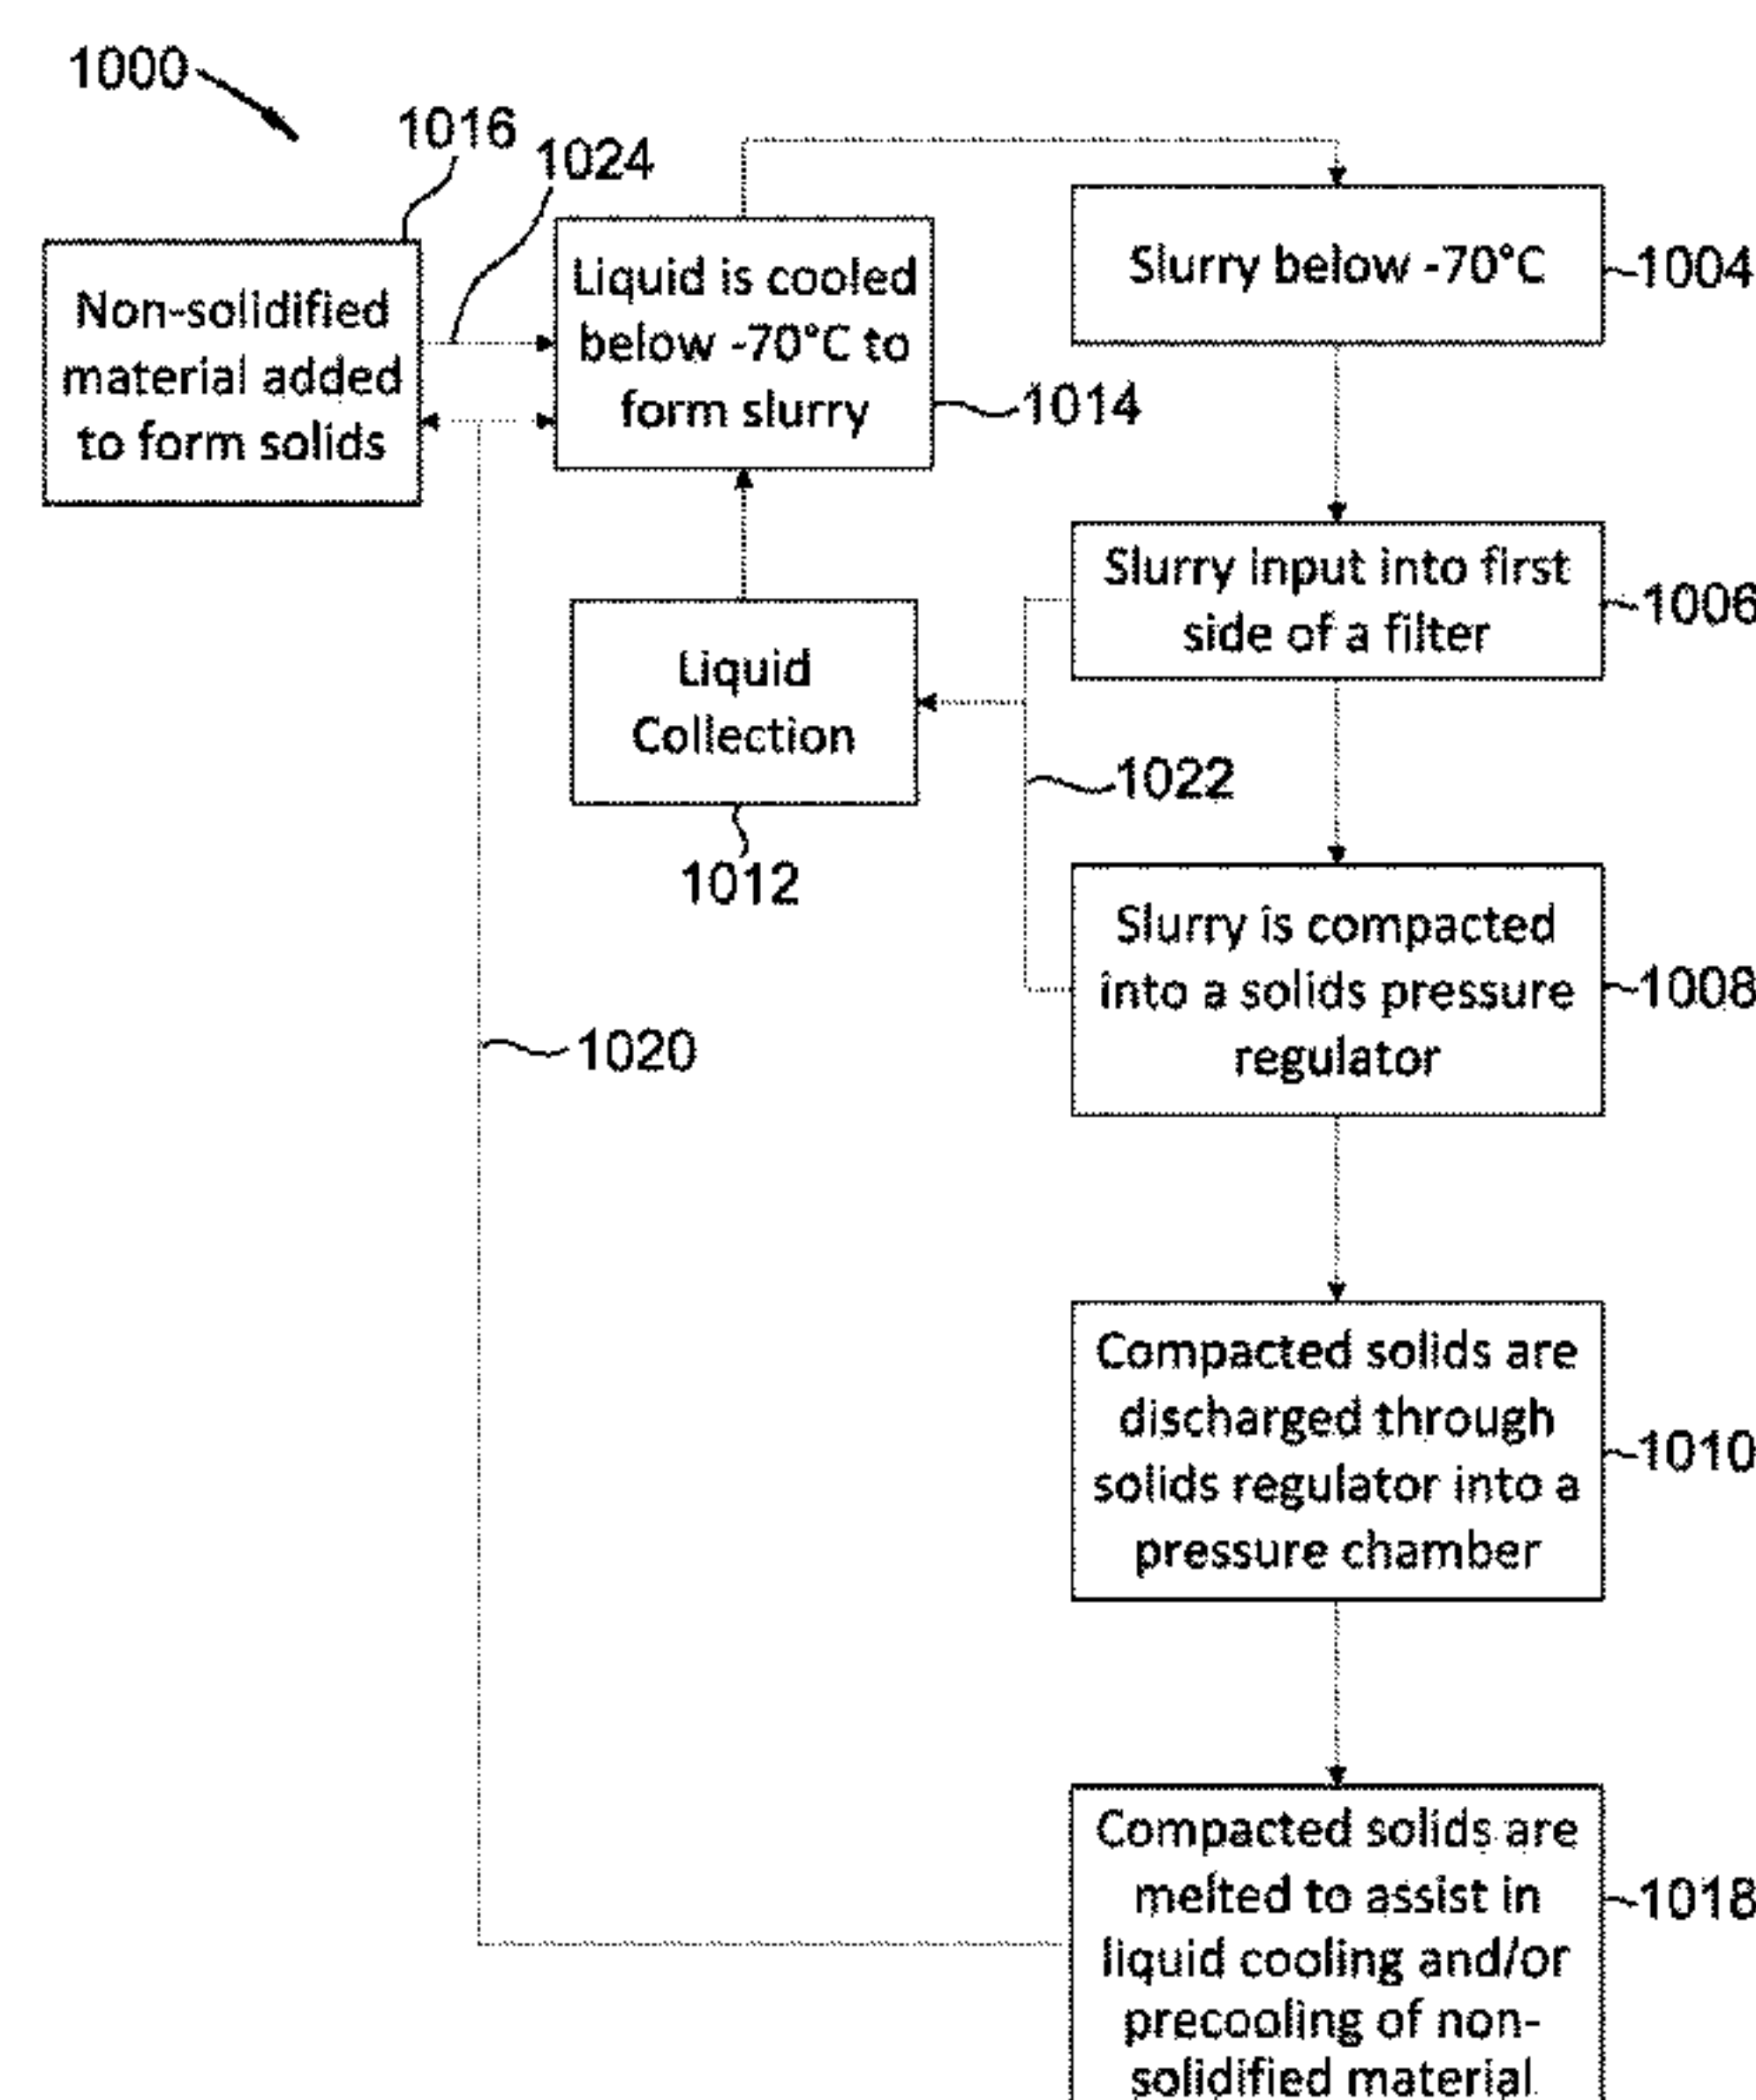 1000
1016
1024
Non-solidified
material added
to form solids
Liquid is cooled
below -70°C to
form slurry
1014
Slurry below -70°C
1004
Slurry input into first
side of a filter
1006
Liquid
Collection
1012
1022
Slurry is compacted
into a solids pressure
regulator
1008
1020
Compacted solids are
discharged through
solids regulator into a
pressure chamber
1010
Compacted solids are
melted to assist in
liquid cooling and/or
precooling of non-
solidified material
1018